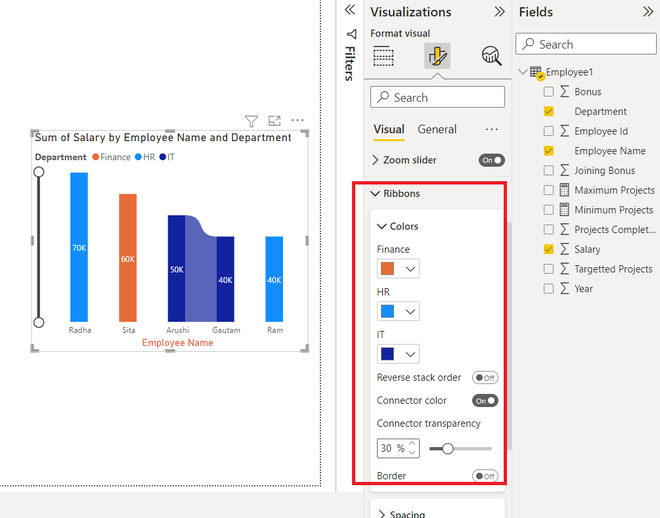 Sum of Salary by Employee Name and Department
Department Finance HR IT
70K
60K
50K
40K
40K
Radha Sita Arushi Gautam Ram
Employee Name
Filters
Visualizations
Format visual
Search
Visual General
Zoom slider On
Ribbons
Colors
Finance
HR
IT
Reverse stack order Off
Connector color On
Connector transparency
30 %
Border Off
Spacing
Fields
Search
Employee1
Bonus
Department
Employee Id
Employee Name
Joining Bonus
Maximum Projects
Minimum Projects
Projects Complet...
Salary
Targetted Projects
Year